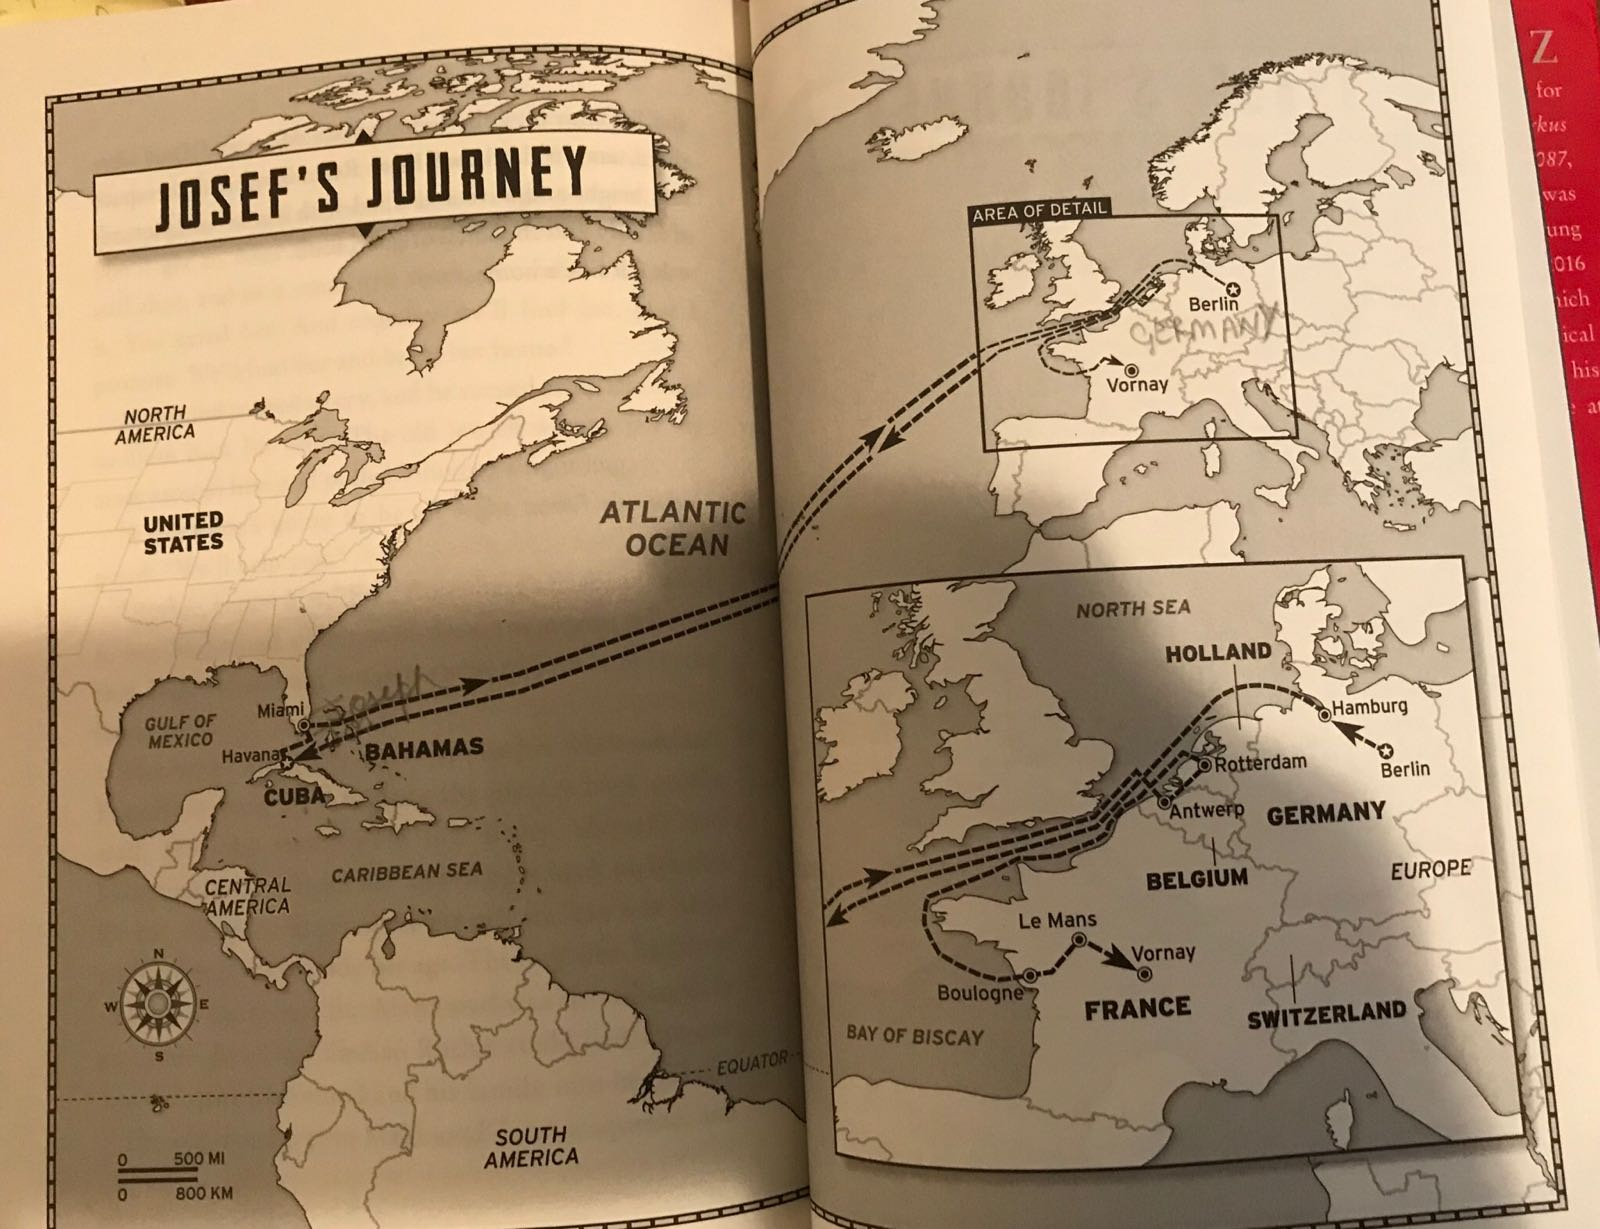 JOSEF'S JOURNEY
NORTH
AMERICA
UNITED
STATES
ATLANTIC
OCEAN
GULF OF
MEXICO
Miami
Joseph
Havana
BAHAMAS
CUBA
CARIBBEAN SEA
CENTRAL
AMERICA
N
W
E
S
EQUATOR
SOUTH
AMERICA
0
500 MI
0
800 KM
AREA OF DETAIL
Berlin
GERMANY
Vornay
NORTH SEA
HOLLAND
Hamburg
Berlin
Rotterdam
Antwerp
GERMANY
BELGIUM
EUROPE
Le Mans
Vornay
Boulogne
FRANCE
SWITZERLAND
BAY OF BISCAY
Z
for
rkus
087,
was
ung
016
ical
his